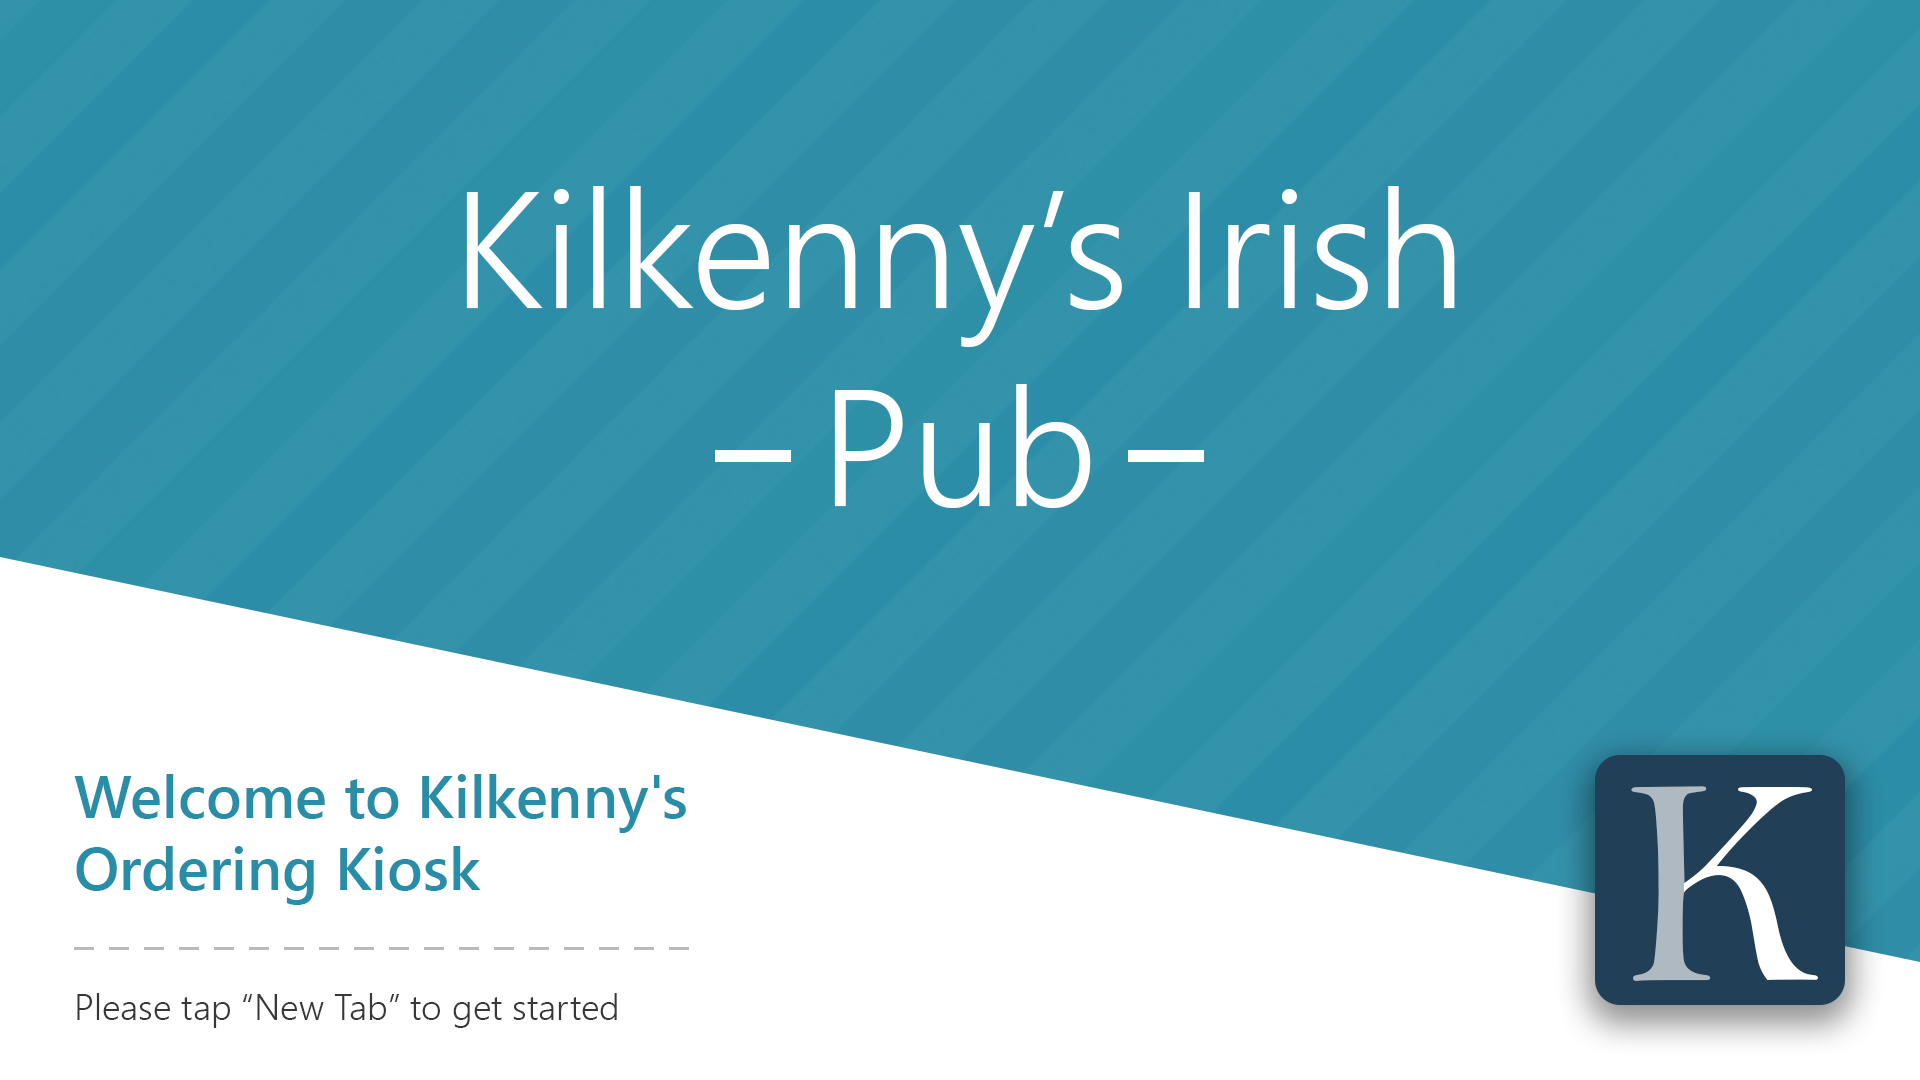 Kilkenny’s Irish
– Pub –
Welcome to Kilkenny's
Ordering Kiosk
Please tap “New Tab” to get started
K